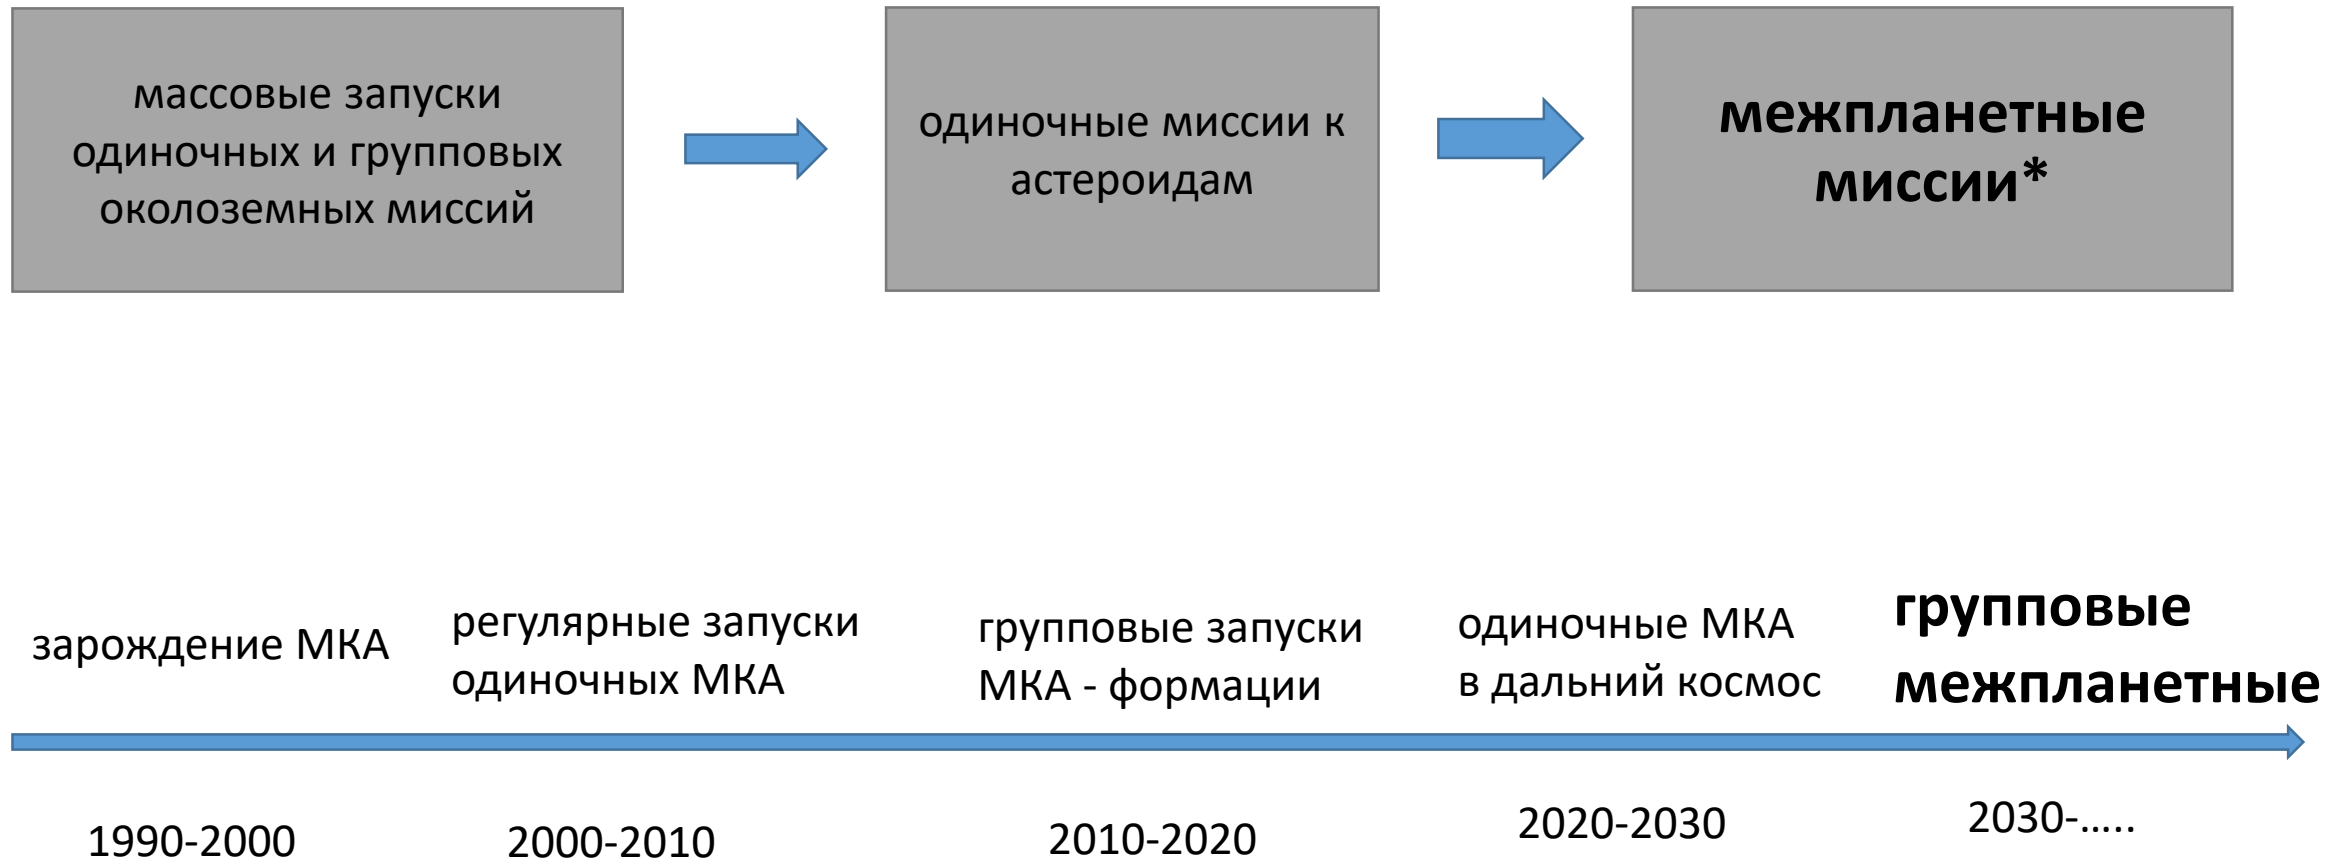 массовые запуски
одиночных и групповых
околоземных миссий
одиночные миссии к
астероидам
межпланетные
миссии*
зарождение МКА
регулярные запуски
одиночных МКА
групповые запуски
МКА - формации
одиночные МКА
в дальний космос
групповые
межпланетные
1990-2000
2000-2010
2010-2020
2020-2030
2030-…..